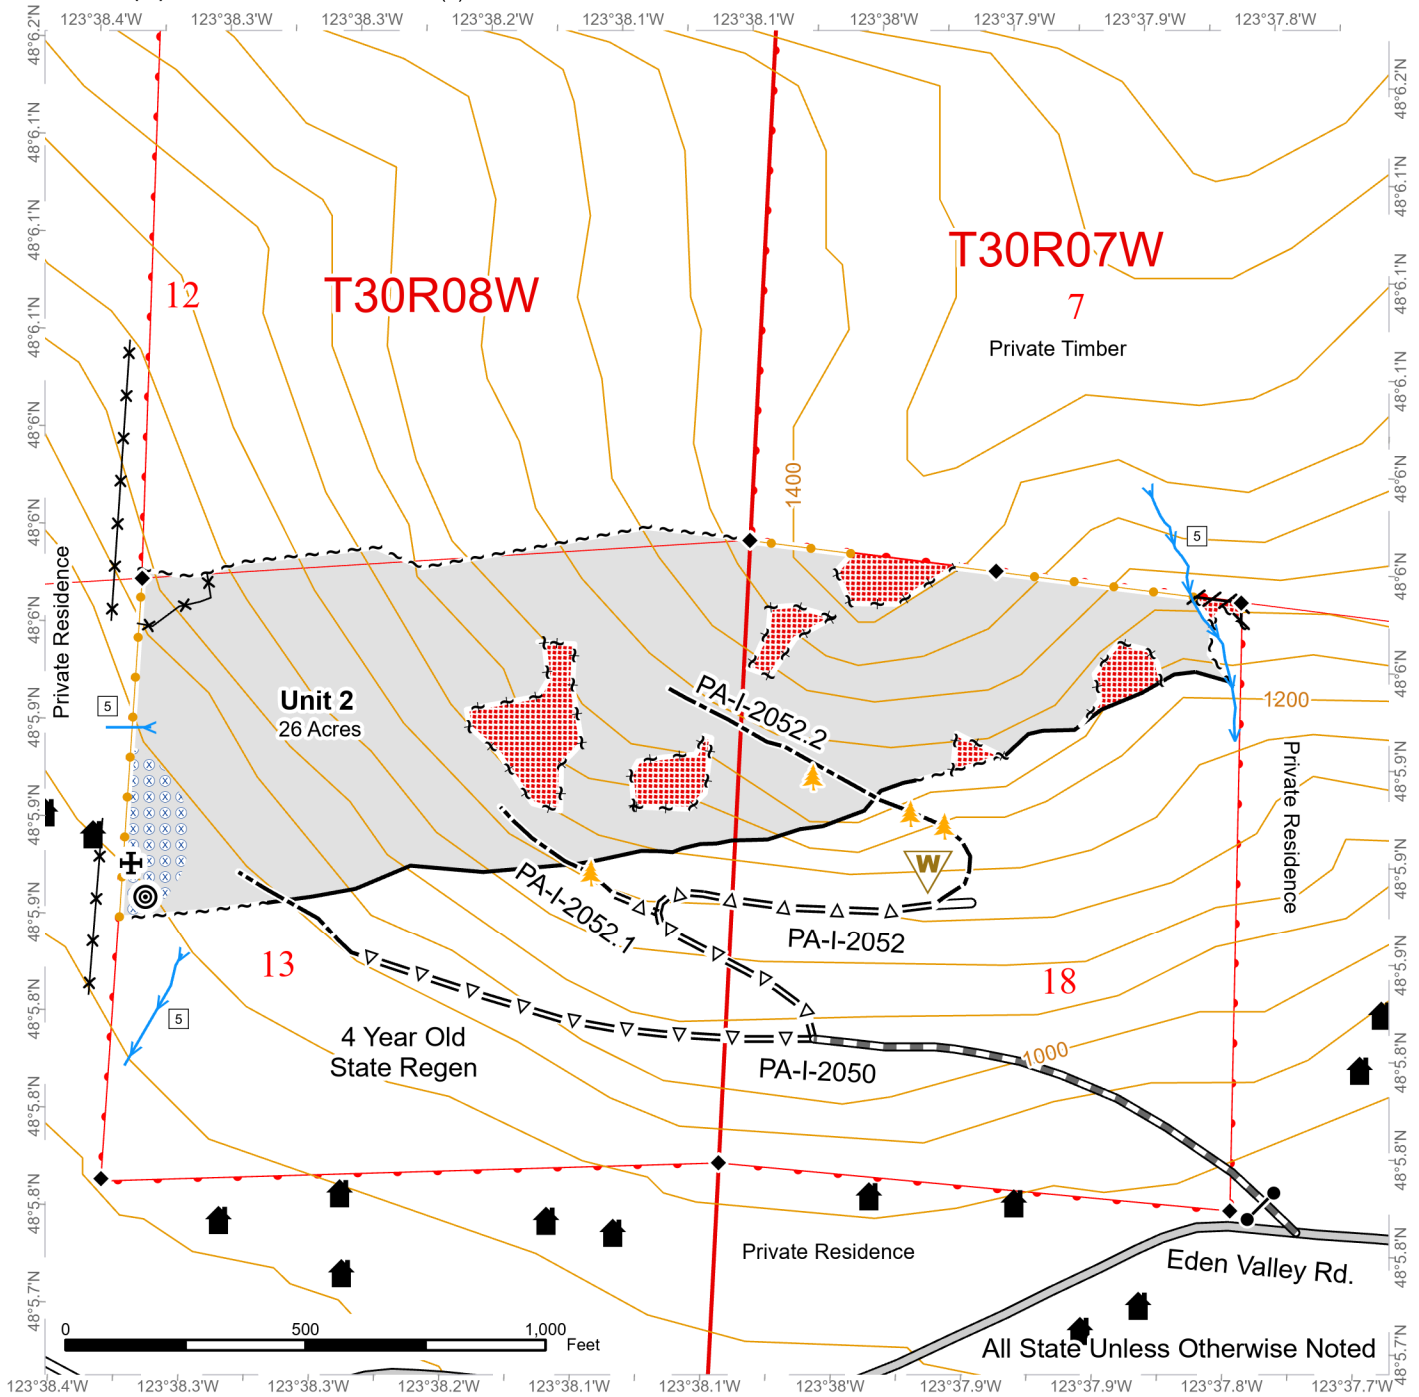 123°38.4'W 123°38.3'W 123°38.3'W 123°38.2'W 123°38.1'W 123°38.1'W 123°38'W 123°37.9'W 123°37.9'W 123°37.8'W
48°6.2'N
48°6.1'N
48°6.1'N
48°6.1'N
48°6'N
48°6'N
48°6'N
48°5.9'N
48°5.9'N
48°5.9'N
48°5.8'N
48°5.8'N
48°5.8'N
48°5.7'N
48°6.2'N
48°6.1'N
48°6.1'N
48°6.1'N
48°6'N
48°6'N
48°5.9'N
48°5.9'N
48°5.9'N
48°5.8'N
48°5.8'N
48°5.8'N
48°5.7'N
T30R07W
12
T30R08W
7
Private Timber
1400
5
Private Residence
Unit 2
26 Acres
PA-I-2052.2
1200
5
Private Residence
W
PA-I-2052.1
PA-I-2052
13
18
5
4 Year Old
State Regen
1000
PA-I-2050
Private Residence
Eden Valley Rd.
0 500 1,000
Feet
All State Unless Otherwise Noted
123°38.4'W 123°38.3'W 123°38.3'W 123°38.2'W 123°38.1'W 123°38.1'W 123°38'W 123°37.9'W 123°37.9'W 123°37.8'W 123°37.7'W